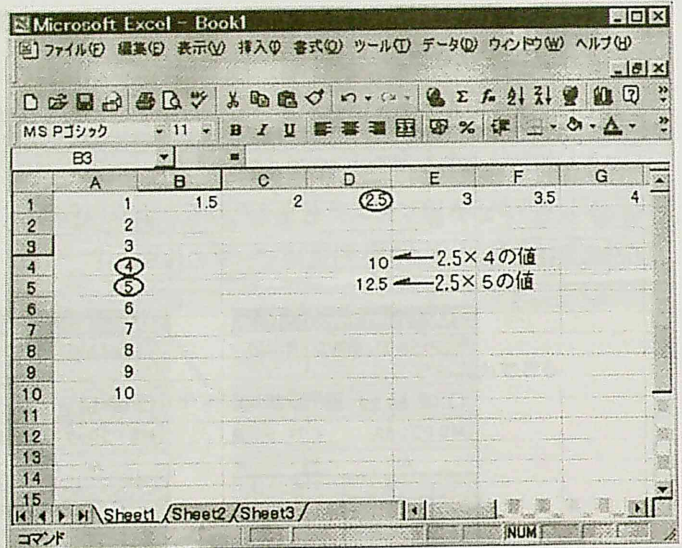 Microsoft Excel - Book1
ファイル(F) 編集(E) 表示(V) 挿入(I) 書式(O) ツール(T) データ(D) ウィンドウ(W) ヘルプ(H)
MS Pゴシック 11 B I U %
B3 =
A B C D E F G
1 1 1.5 2 2.5 3 3.5 4
2 2
3 3
4 4 10 2.5×4の値
5 5 12.5 2.5×5の値
6 6
7 7
8 8
9 9
10 10
11
12
13
14
15
Sheet1 Sheet2 Sheet3
コマンド NUM